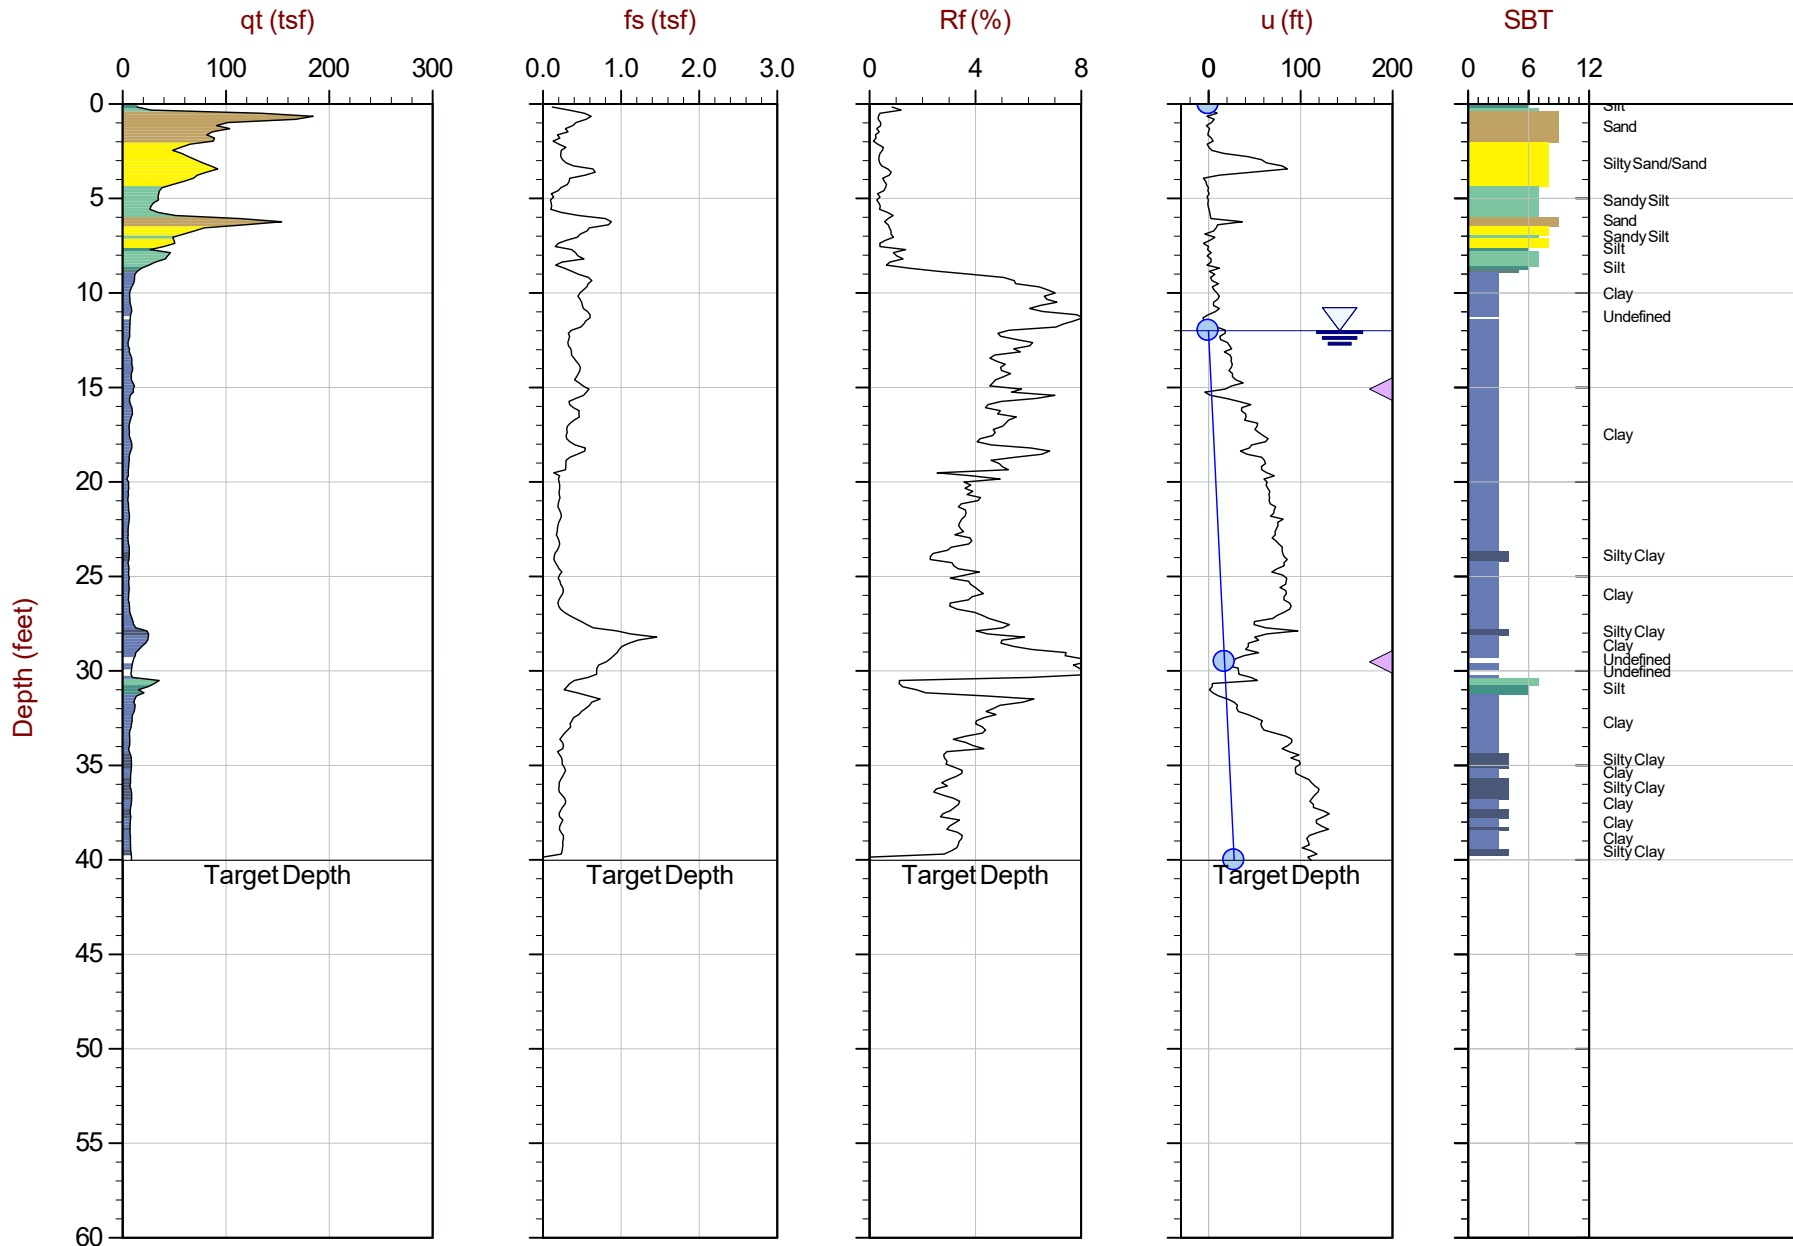 qt (tsf) fs (tsf) Rf (%) u (ft) SBT
0 100 200 300 0.0 1.0 2.0 3.0 0 4 8 0 100 200 0 6 12
0
Silt
Sand
Silty Sand/Sand
5
Sandy Silt
Sand
Sandy Silt
Silt
Silt
10
Clay
Undefined
15
Clay
20
Silty Clay
25
Clay
Silty Clay
Clay
Undefined
30
Undefined
Silt
Clay
Silty Clay
35
Clay
Silty Clay
Clay
Clay
Clay
Silty Clay
40
Target Depth Target Depth Target Depth Target Depth
45
50
55
60
Depth (feet)